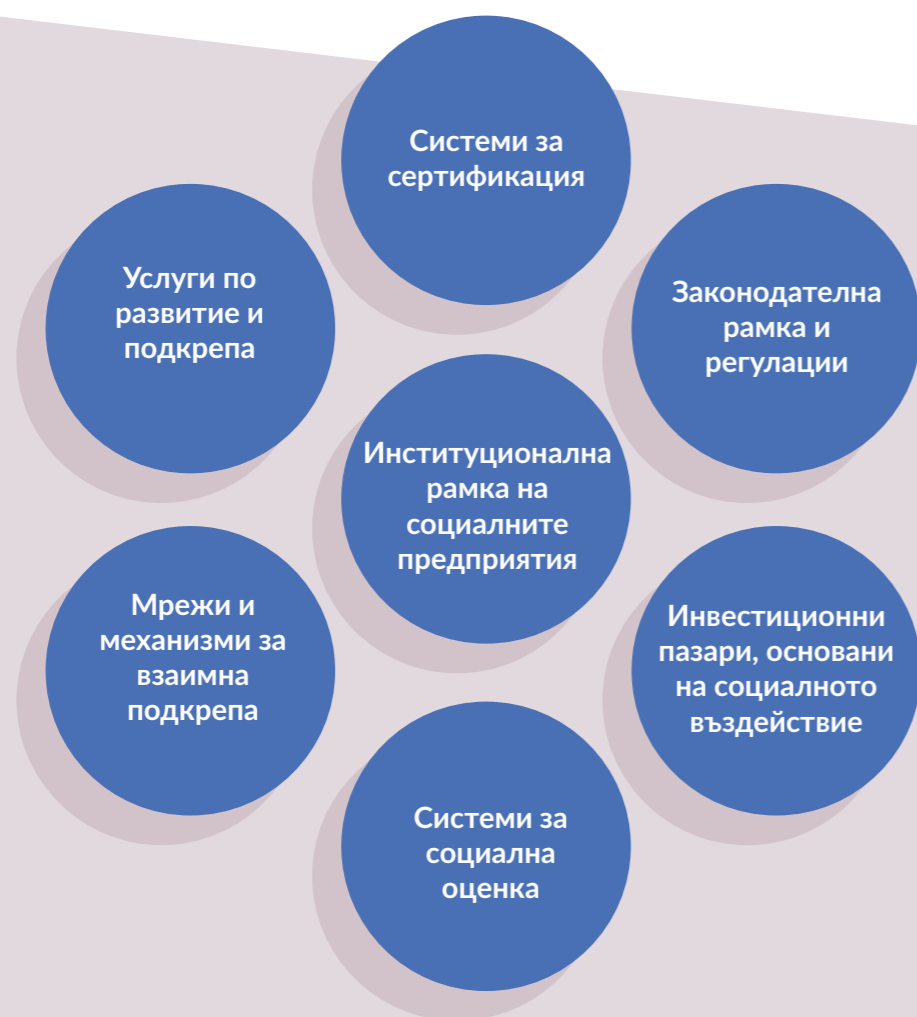 Системи за
сертификация
Услуги по
развитие и
подкрепа
Законодателна
рамка и
регулации
Институционална
рамка на
социалните
предприятия
Мрежи и
механизми за
взаимна
подкрепа
Инвестиционни
пазари, основани
на социалното
въздействие
Системи за
социална
оценка